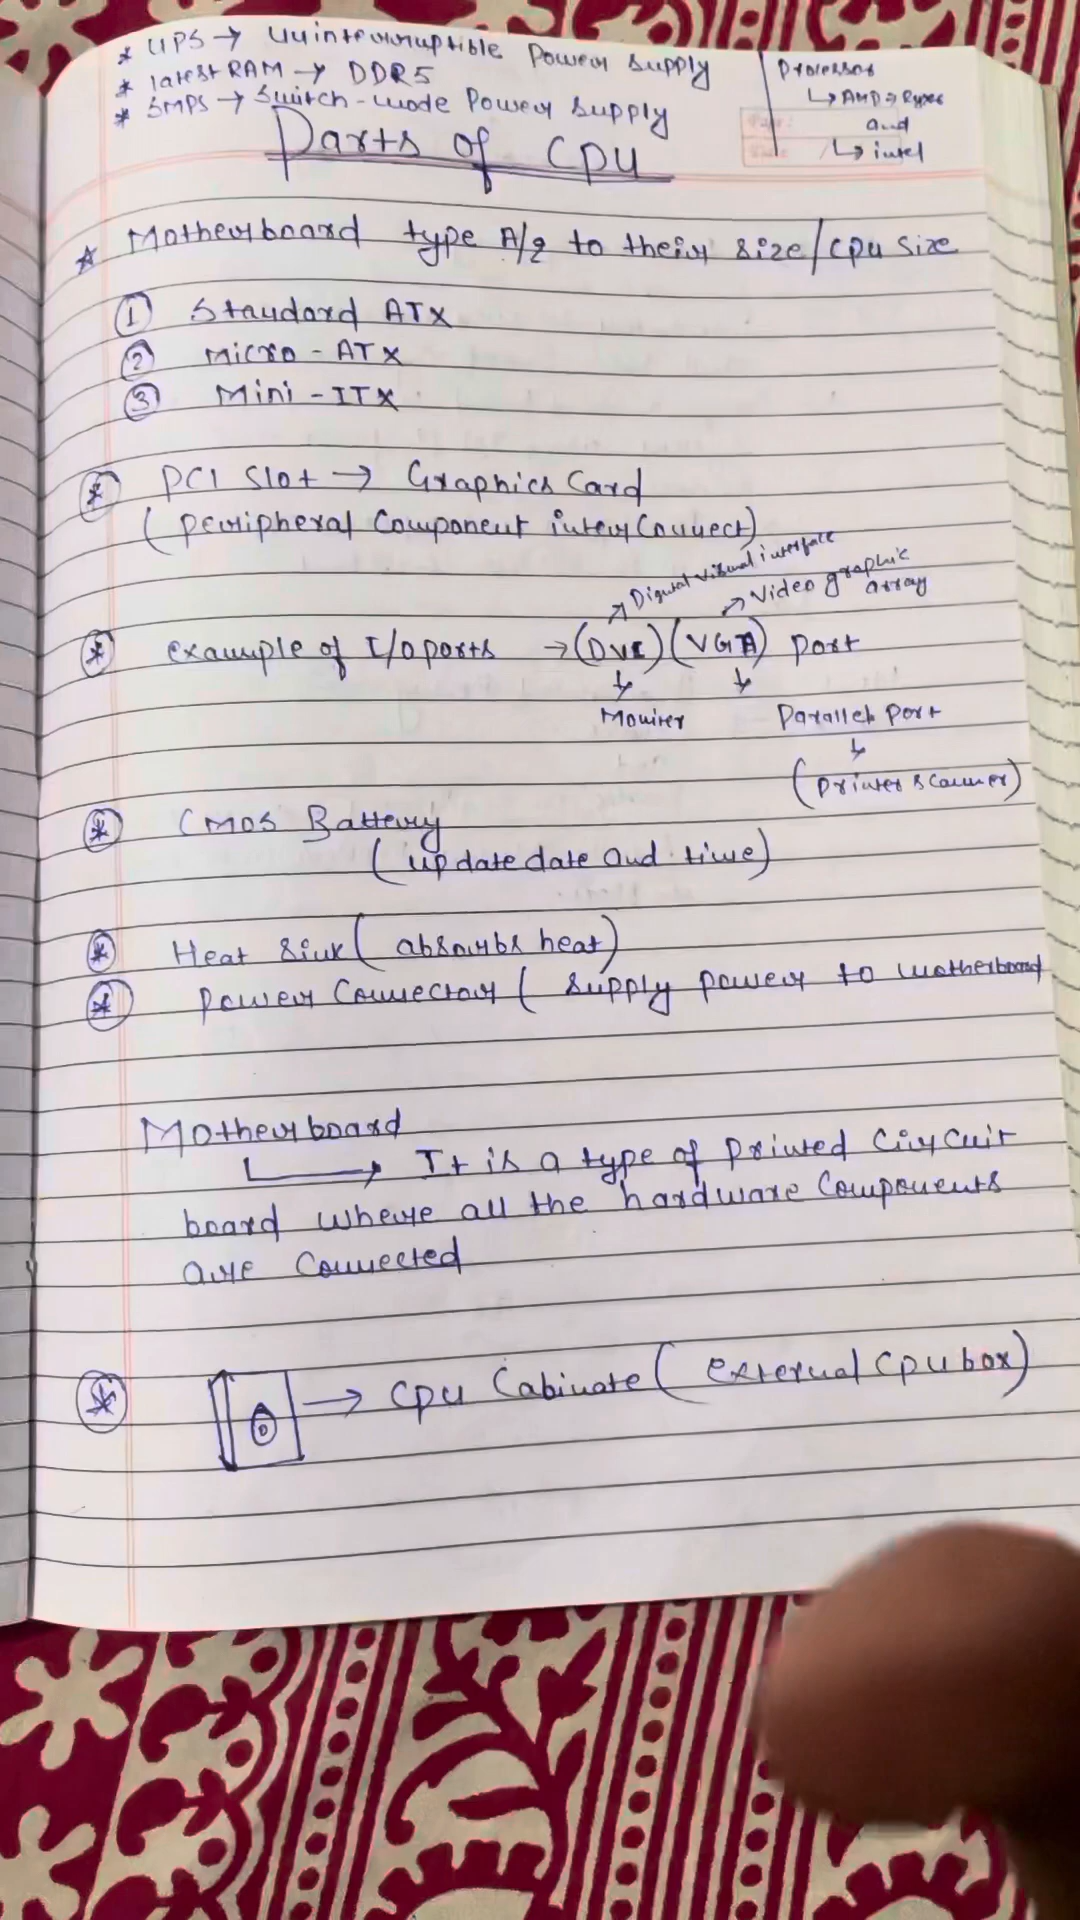 * UPS → Uninterruptible Power Supply
* latest RAM → DDR5
* SMPS → Switch-mode Power Supply
Processor
↳ AMD → Ryzen
and
↳ intel
Parts of CPU
* Motherboard type A/2 to their size/CPU Size
① Standard ATX
② Micro-ATX
③ Mini-ITX
* PCI Slot → Graphics Card
(peripheral Component interConnect)
↗ Digital visual interface
↗ Video graphic
array
* example of I/O ports → (DVI) (VGA) port
↓ ↓
Moniter Parallel Port
↓
(printer scanner)
* CMOS Battery
(update date and time)
* Heat Sink (absorbs heat)
* Power Connector (supply power to motherboard
Motherboard
↳ It is a type of printed Circuit
board where all the hardware Components
are Connected
* → CPU Cabinate (External CPU box)